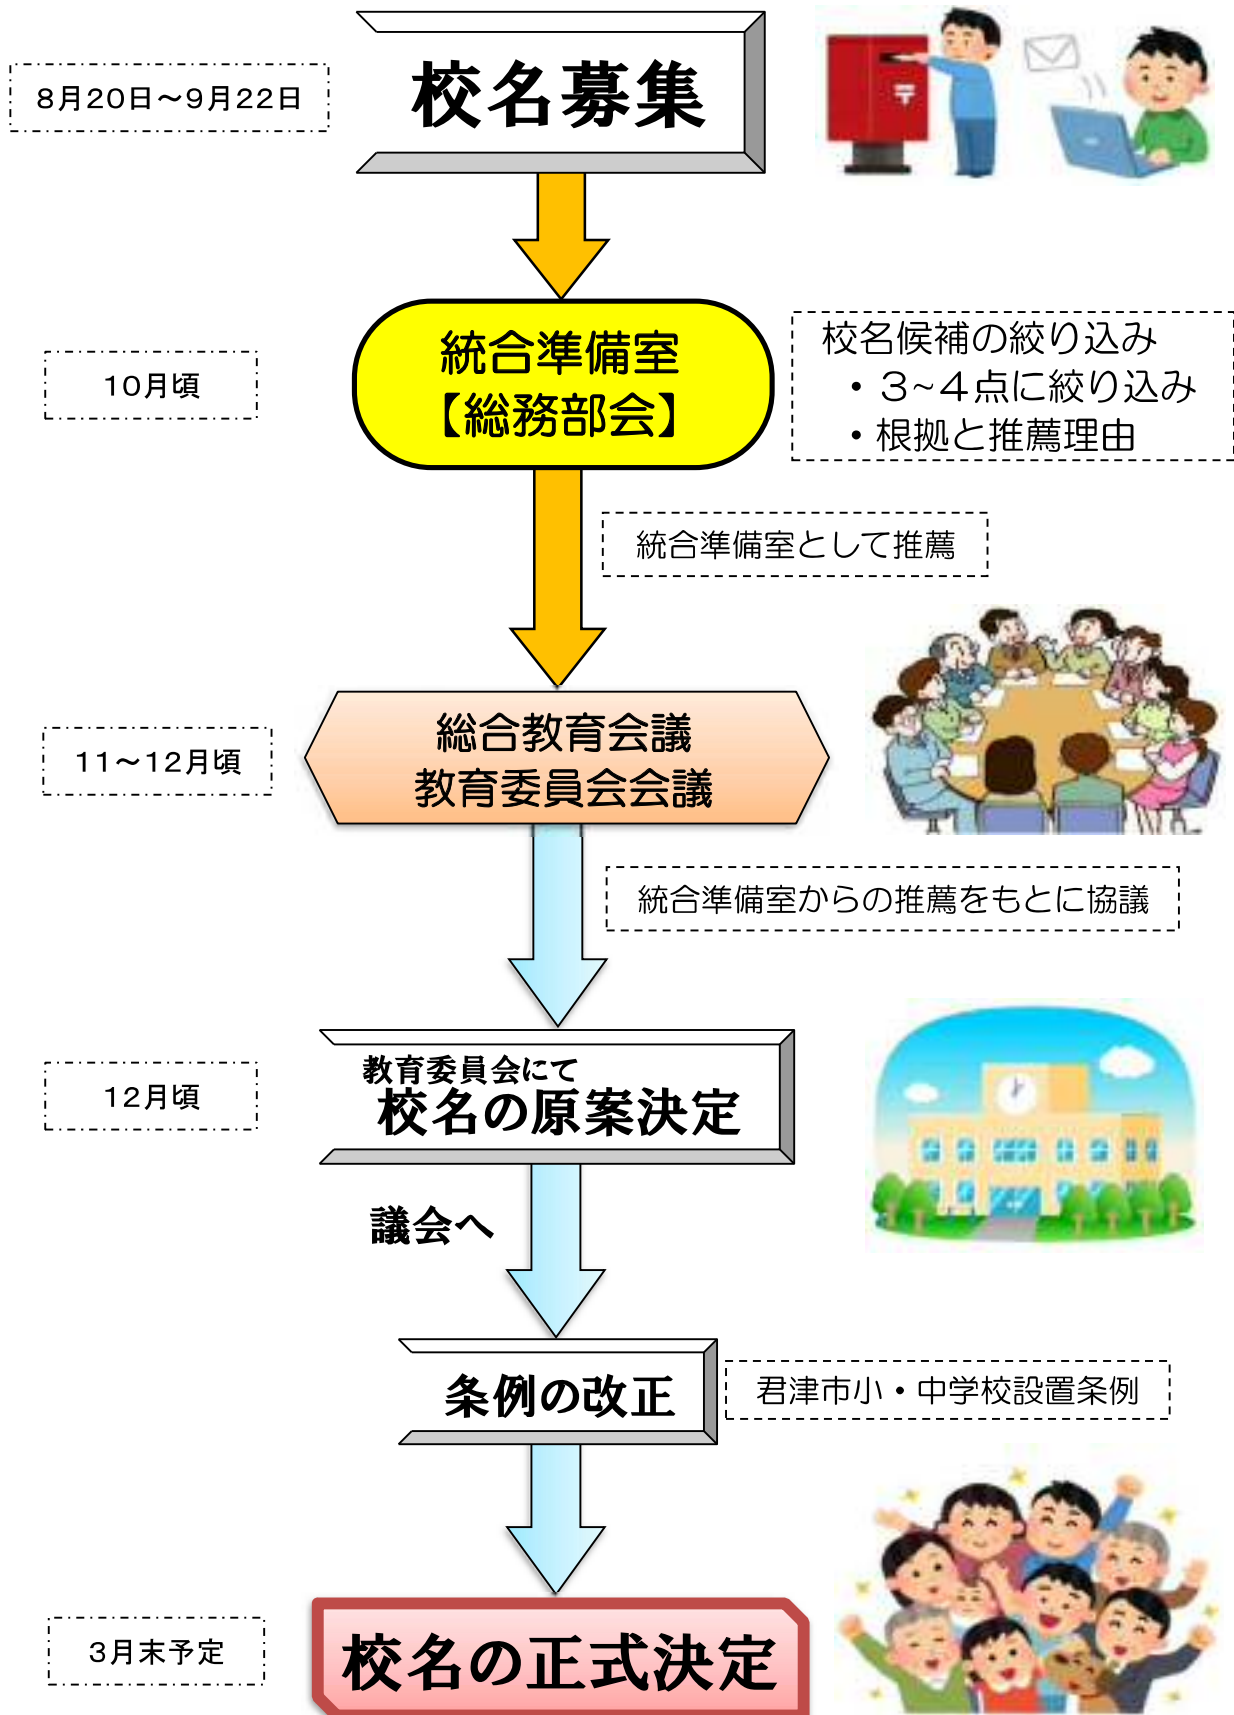 8月20日～9月22日
校名募集
10月頃
統合準備室
【総務部会】
校名候補の絞り込み
・３~４点に絞り込み
・根拠と推薦理由
統合準備室として推薦
11～12月頃
総合教育会議
教育委員会会議
統合準備室からの推薦をもとに協議
12月頃
教育委員会にて
校名の原案決定
議会へ
条例の改正
君津市小・中学校設置条例
3月末予定
校名の正式決定